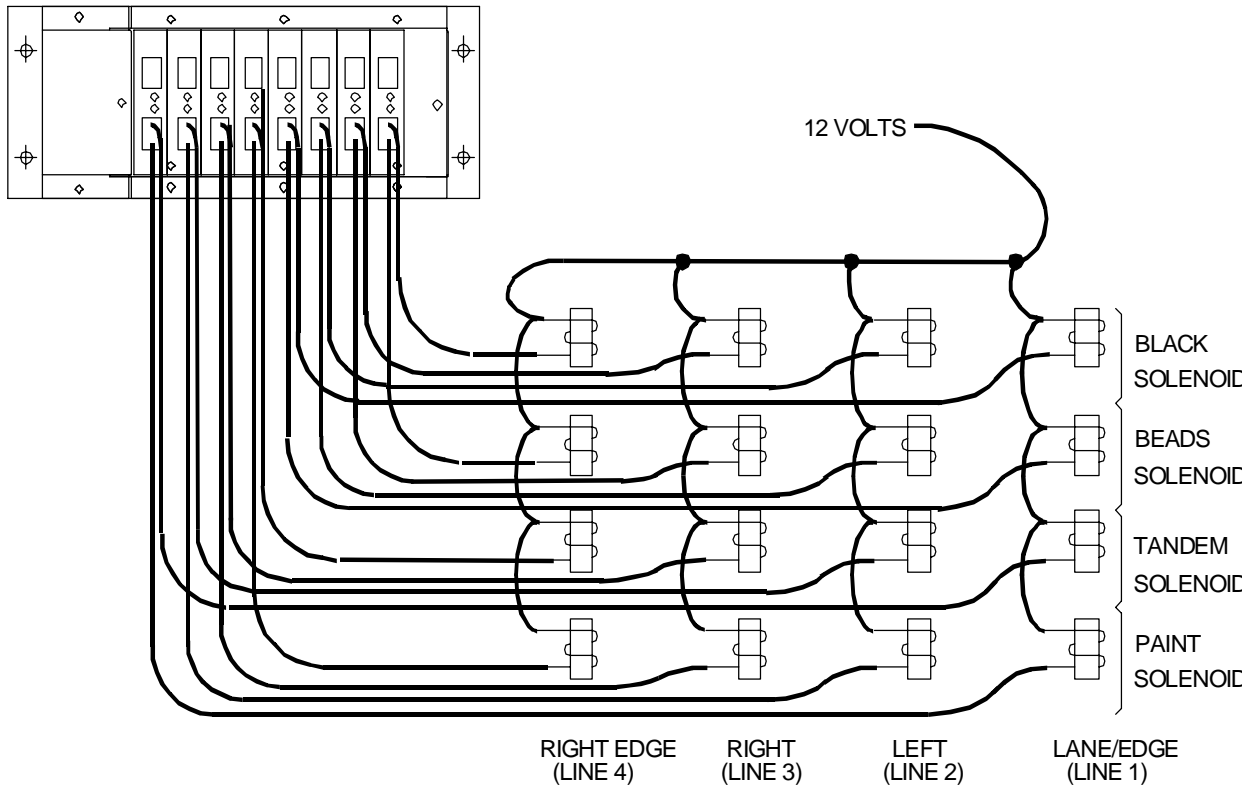 12 VOLTS
BLACK
SOLENOID
BEADS
SOLENOID
TANDEM
SOLENOID
PAINT
SOLENOID
RIGHT EDGE
(LINE 4)
RIGHT
(LINE 3)
LEFT
(LINE 2)
LANE/EDGE
(LINE 1)